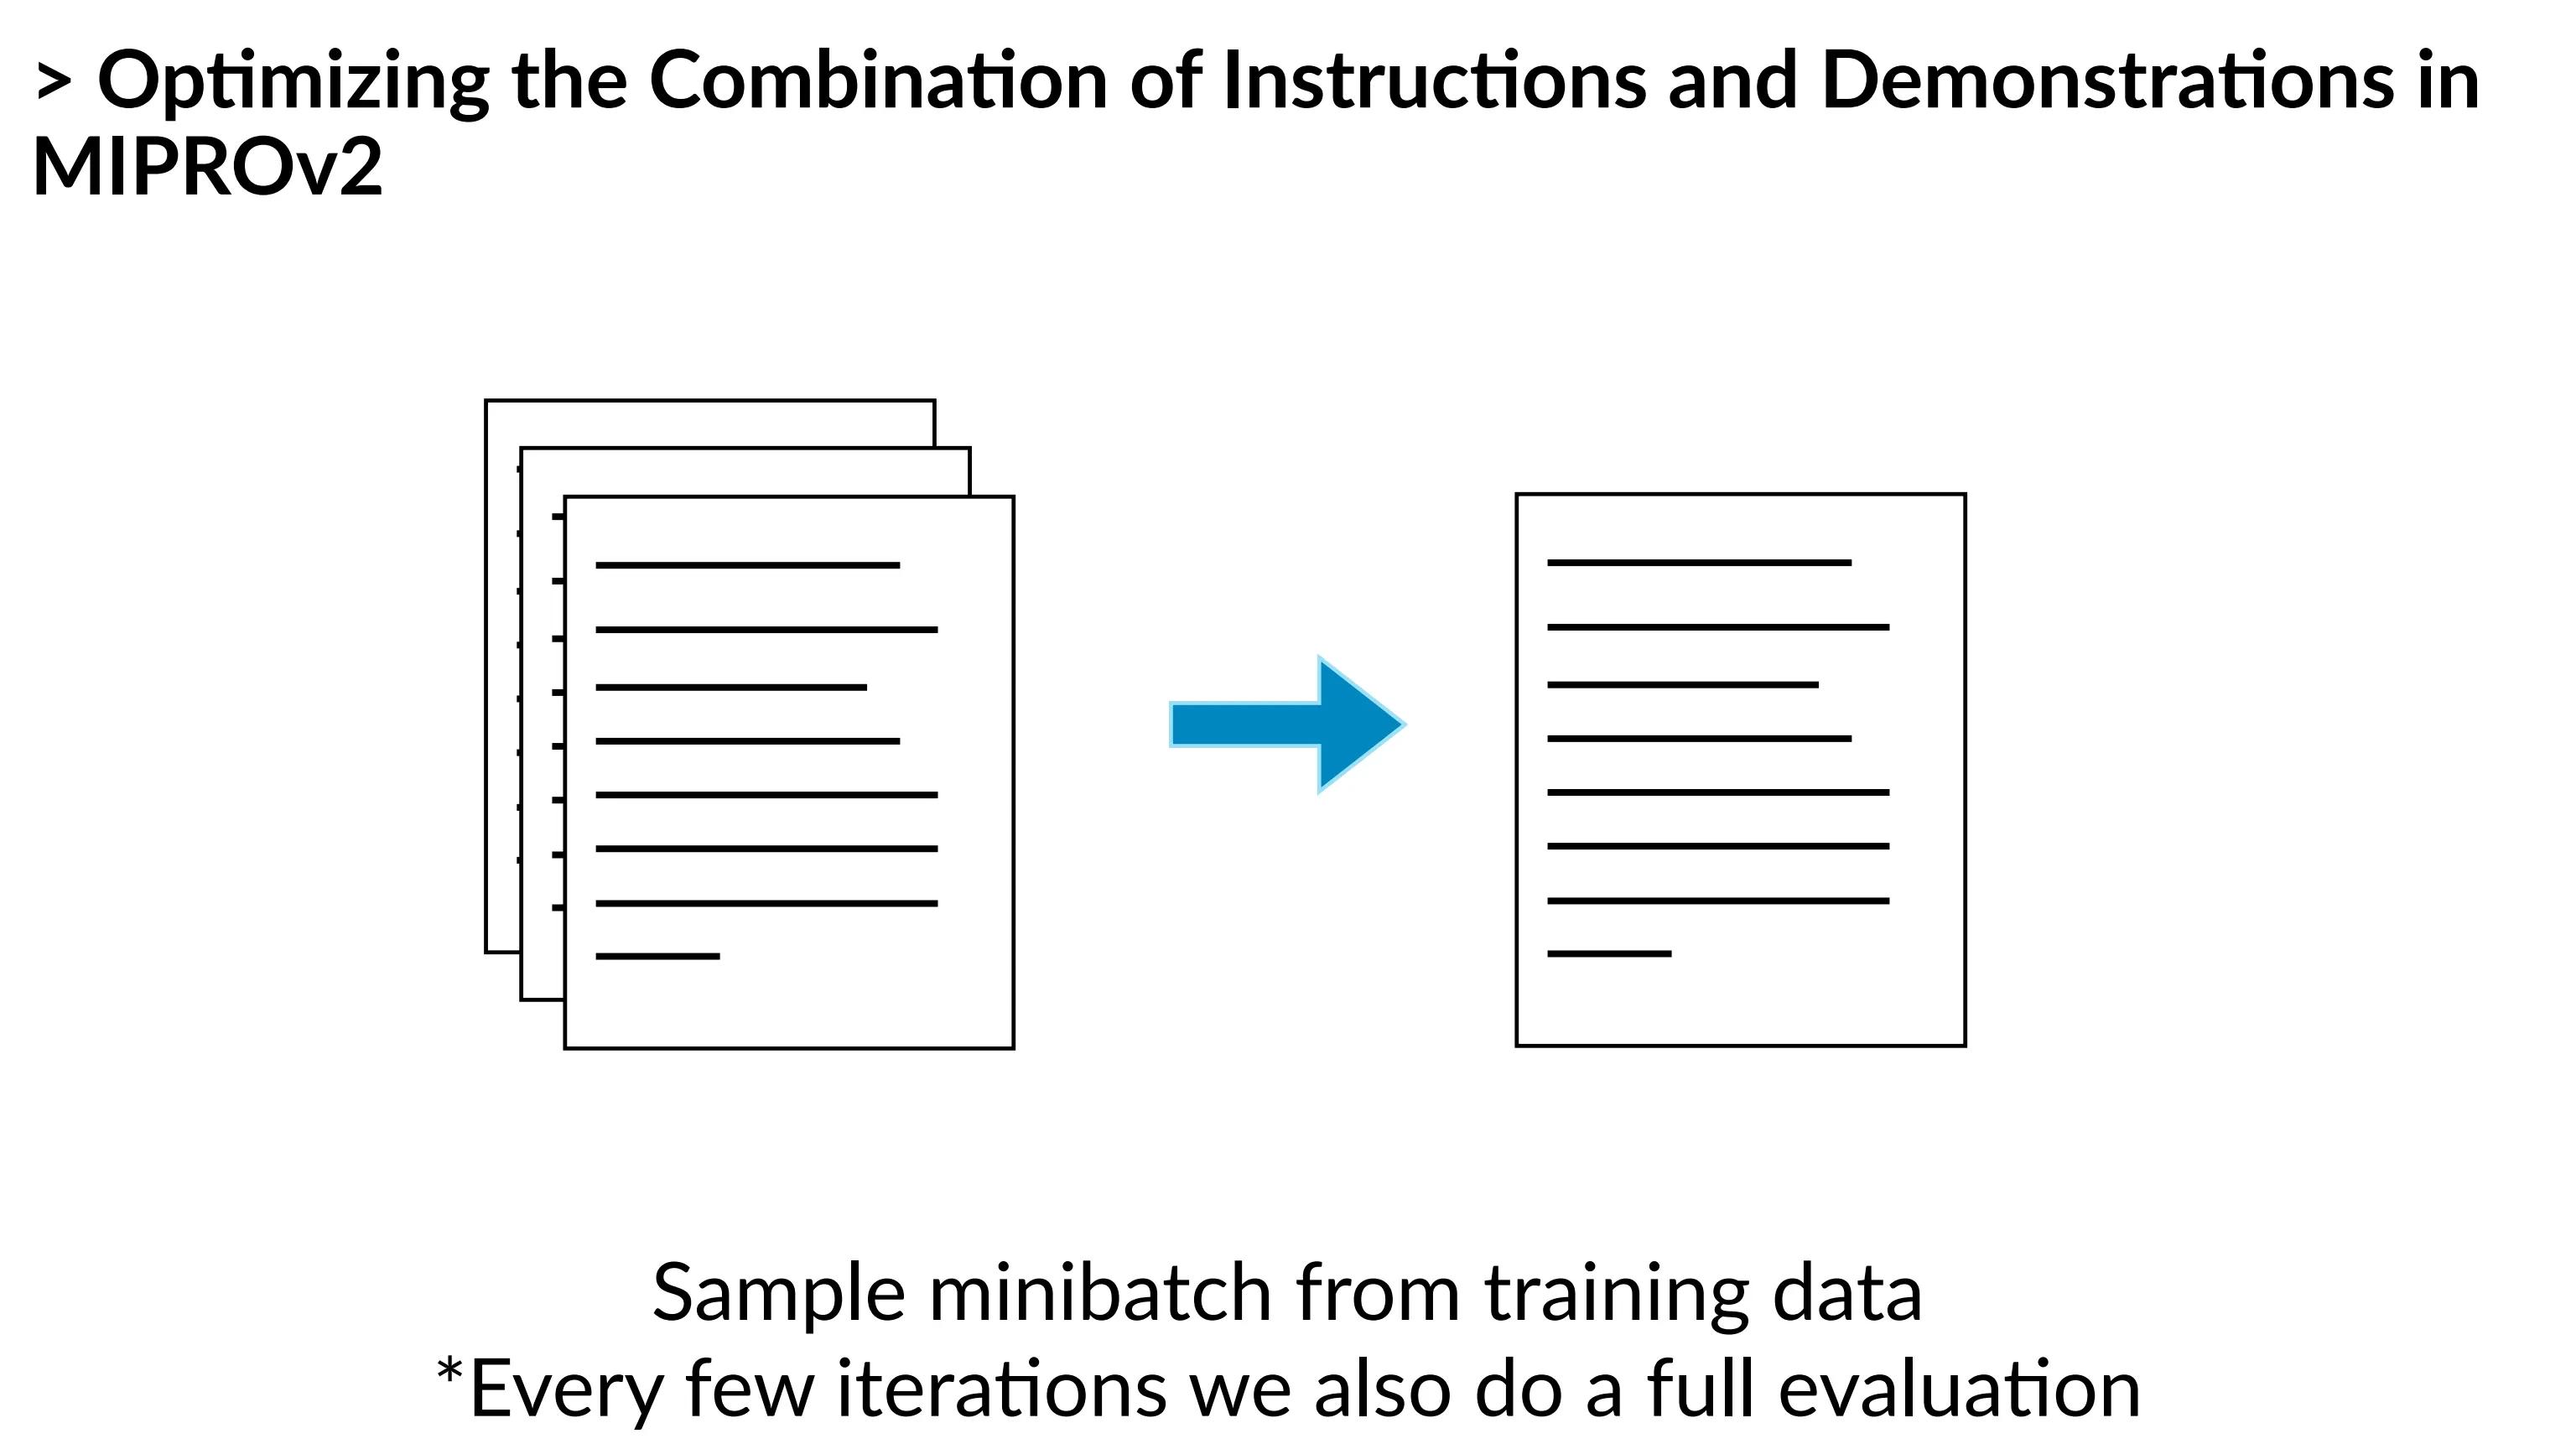 > Optimizing the Combination of Instructions and Demonstrations in
MIPROv2
Sample minibatch from training data
*Every few iterations we also do a full evaluation